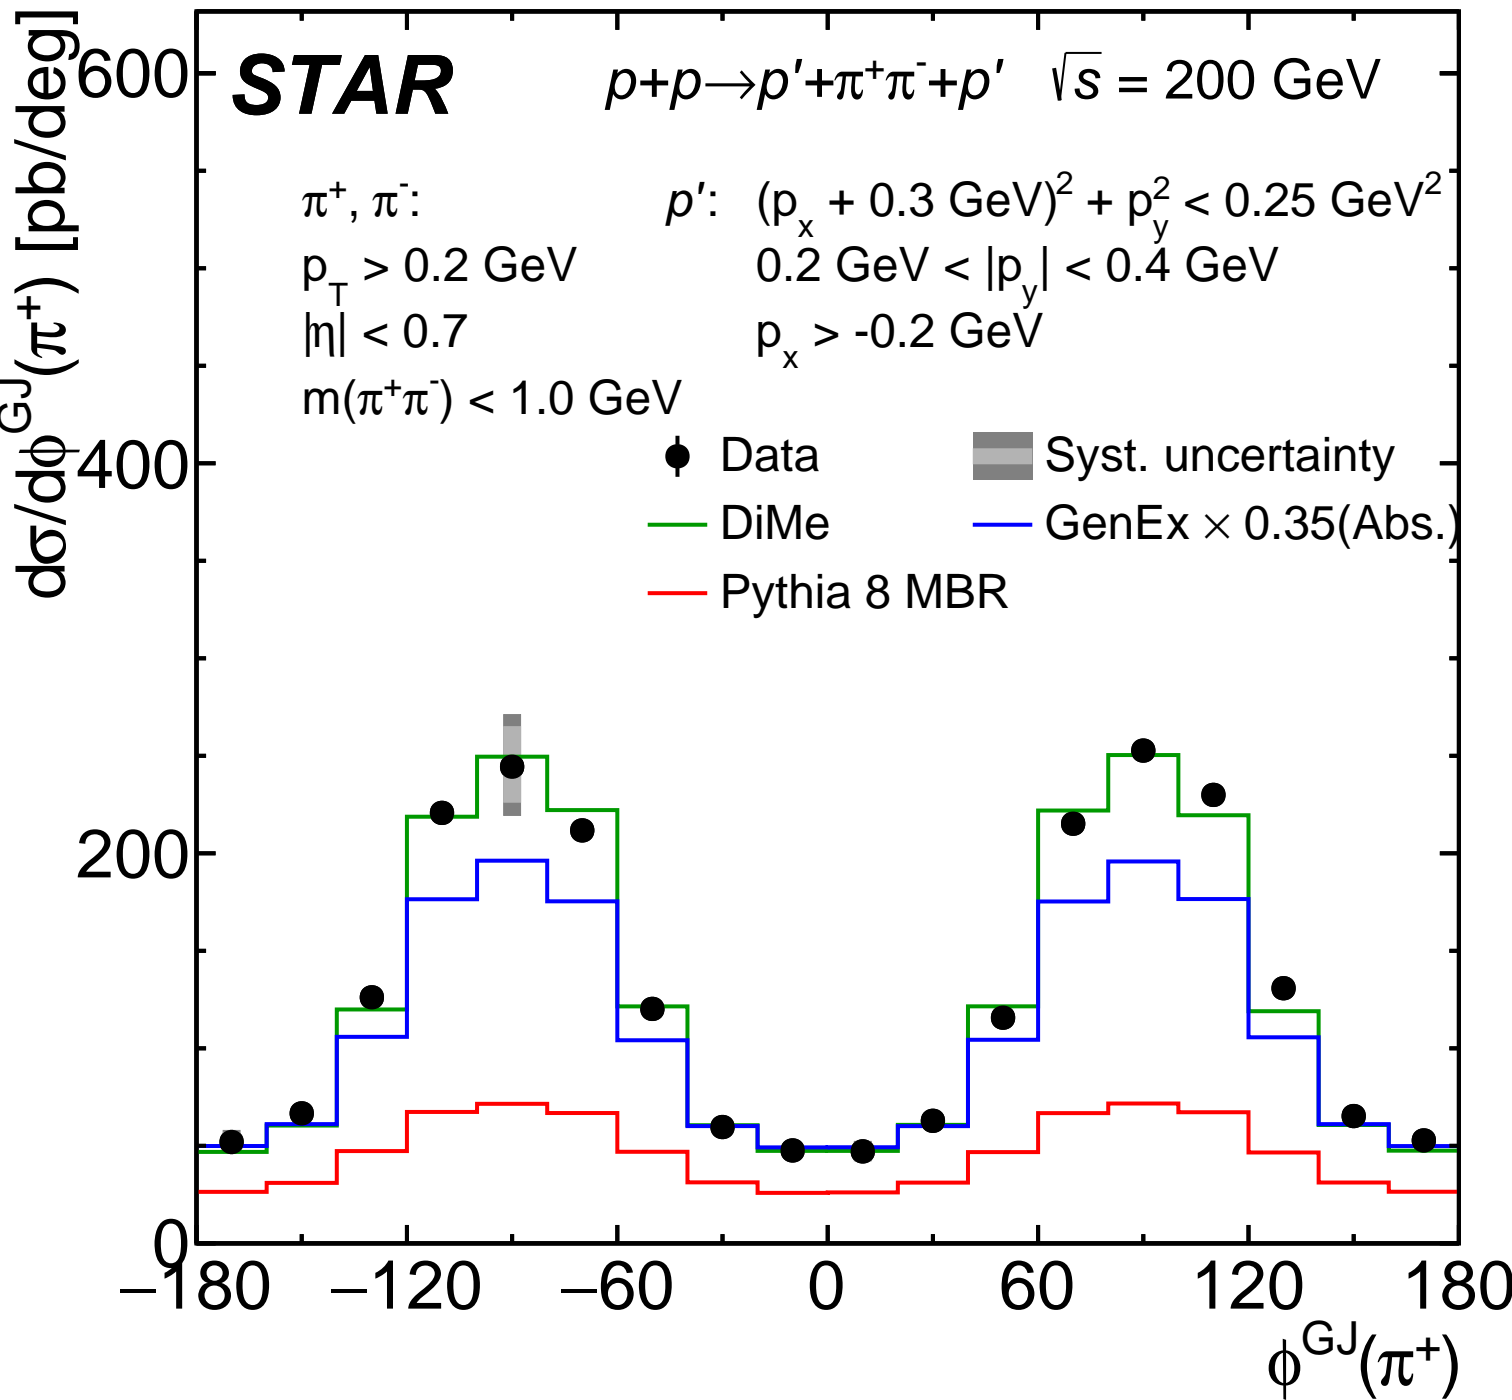 dσ/dϕ^GJ(π⁺) [pb/deg]
600
400
200
0
STAR p+p→p′+π⁺π⁻+p′ √s = 200 GeV
π⁺, π⁻: p′: (p_x + 0.3 GeV)² + p_y² < 0.25 GeV²
p_T > 0.2 GeV 0.2 GeV < |p_y| < 0.4 GeV
|η| < 0.7 p_x > -0.2 GeV
m(π⁺π⁻) < 1.0 GeV
Data Syst. uncertainty
DiMe GenEx × 0.35(Abs.)
Pythia 8 MBR
−180 −120 −60 0 60 120 180
ϕ^GJ(π⁺)